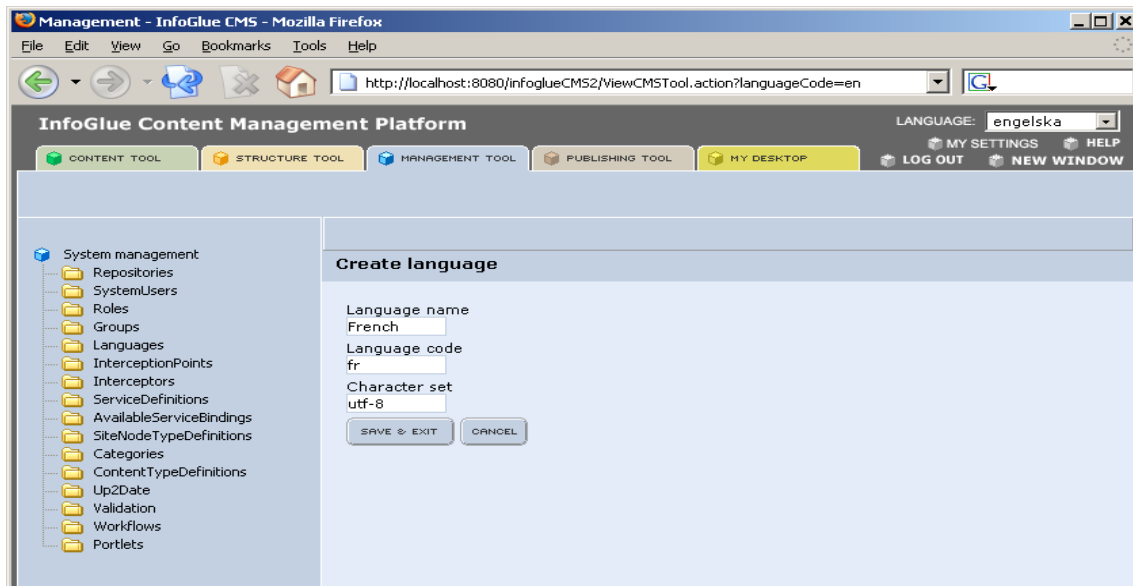 Management - InfoGlue CMS - Mozilla Firefox
File Edit View Go Bookmarks Tools Help
http://localhost:8080/infoglueCMS2/ViewCMSTool.action?languageCode=en
G
InfoGlue Content Management Platform
LANGUAGE: engelska
MY SETTINGS HELP
CONTENT TOOL STRUCTURE TOOL MANAGEMENT TOOL PUBLISHING TOOL MY DESKTOP
LOG OUT NEW WINDOW
System management
Repositories
SystemUsers
Roles
Groups
Languages
InterceptionPoints
Interceptors
ServiceDefinitions
AvailableServiceBindings
SiteNodeTypeDefinitions
Categories
ContentTypeDefinitions
Up2Date
Validation
Workflows
Portlets
Create language
Language name
French
Language code
fr
Character set
utf-8
SAVE & EXIT CANCEL